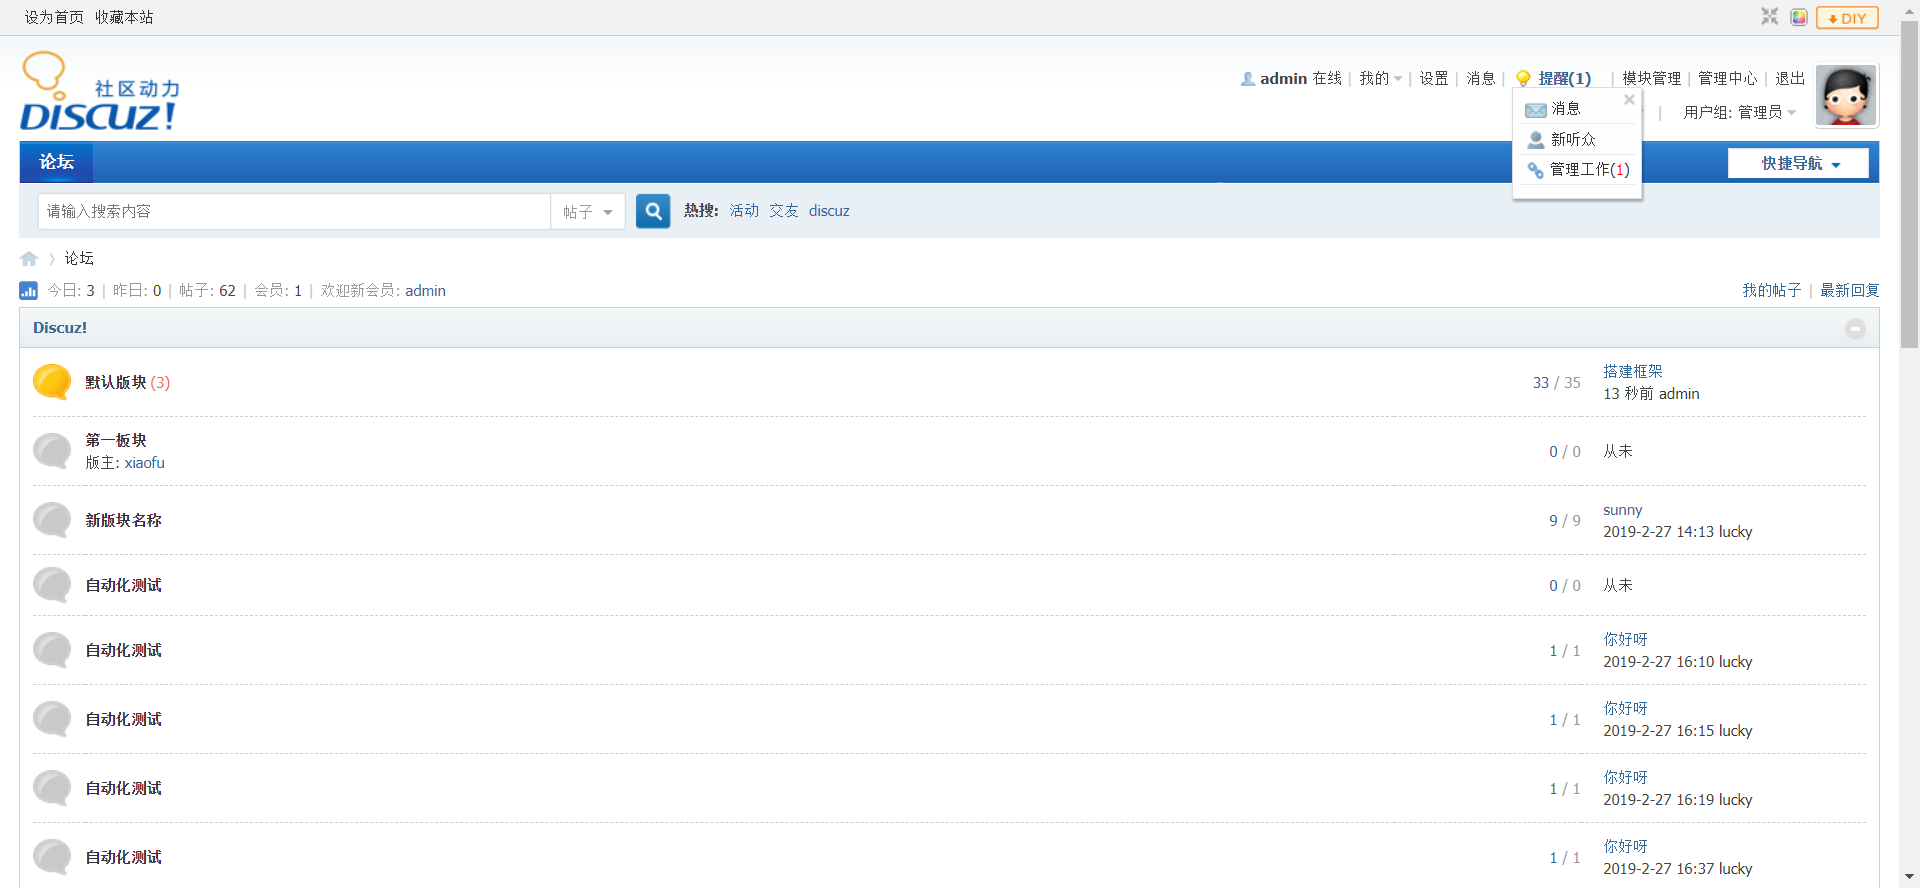 设为首页 收藏本站
DIY
社区动力
DISCUZ!
admin 在线 | 我的 | 设置 | 消息 | 提醒(1) | 模块管理 | 管理中心 | 退出
| 用户组: 管理员
消息
新听众
管理工作(1)
论坛
快捷导航
请输入搜索内容 帖子 热搜: 活动 交友 discuz
〉 论坛
今日: 3 | 昨日: 0 | 帖子: 62 | 会员: 1 | 欢迎新会员: admin
我的帖子 | 最新回复
Discuz!
默认版块 (3)
33 / 35
搭建框架
13 秒前 admin
第一板块
版主: xiaofu
0 / 0
从未
新版块名称
9 / 9
sunny
2019-2-27 14:13 lucky
自动化测试
0 / 0
从未
自动化测试
1 / 1
你好呀
2019-2-27 16:10 lucky
自动化测试
1 / 1
你好呀
2019-2-27 16:15 lucky
自动化测试
1 / 1
你好呀
2019-2-27 16:19 lucky
自动化测试
1 / 1
你好呀
2019-2-27 16:37 lucky